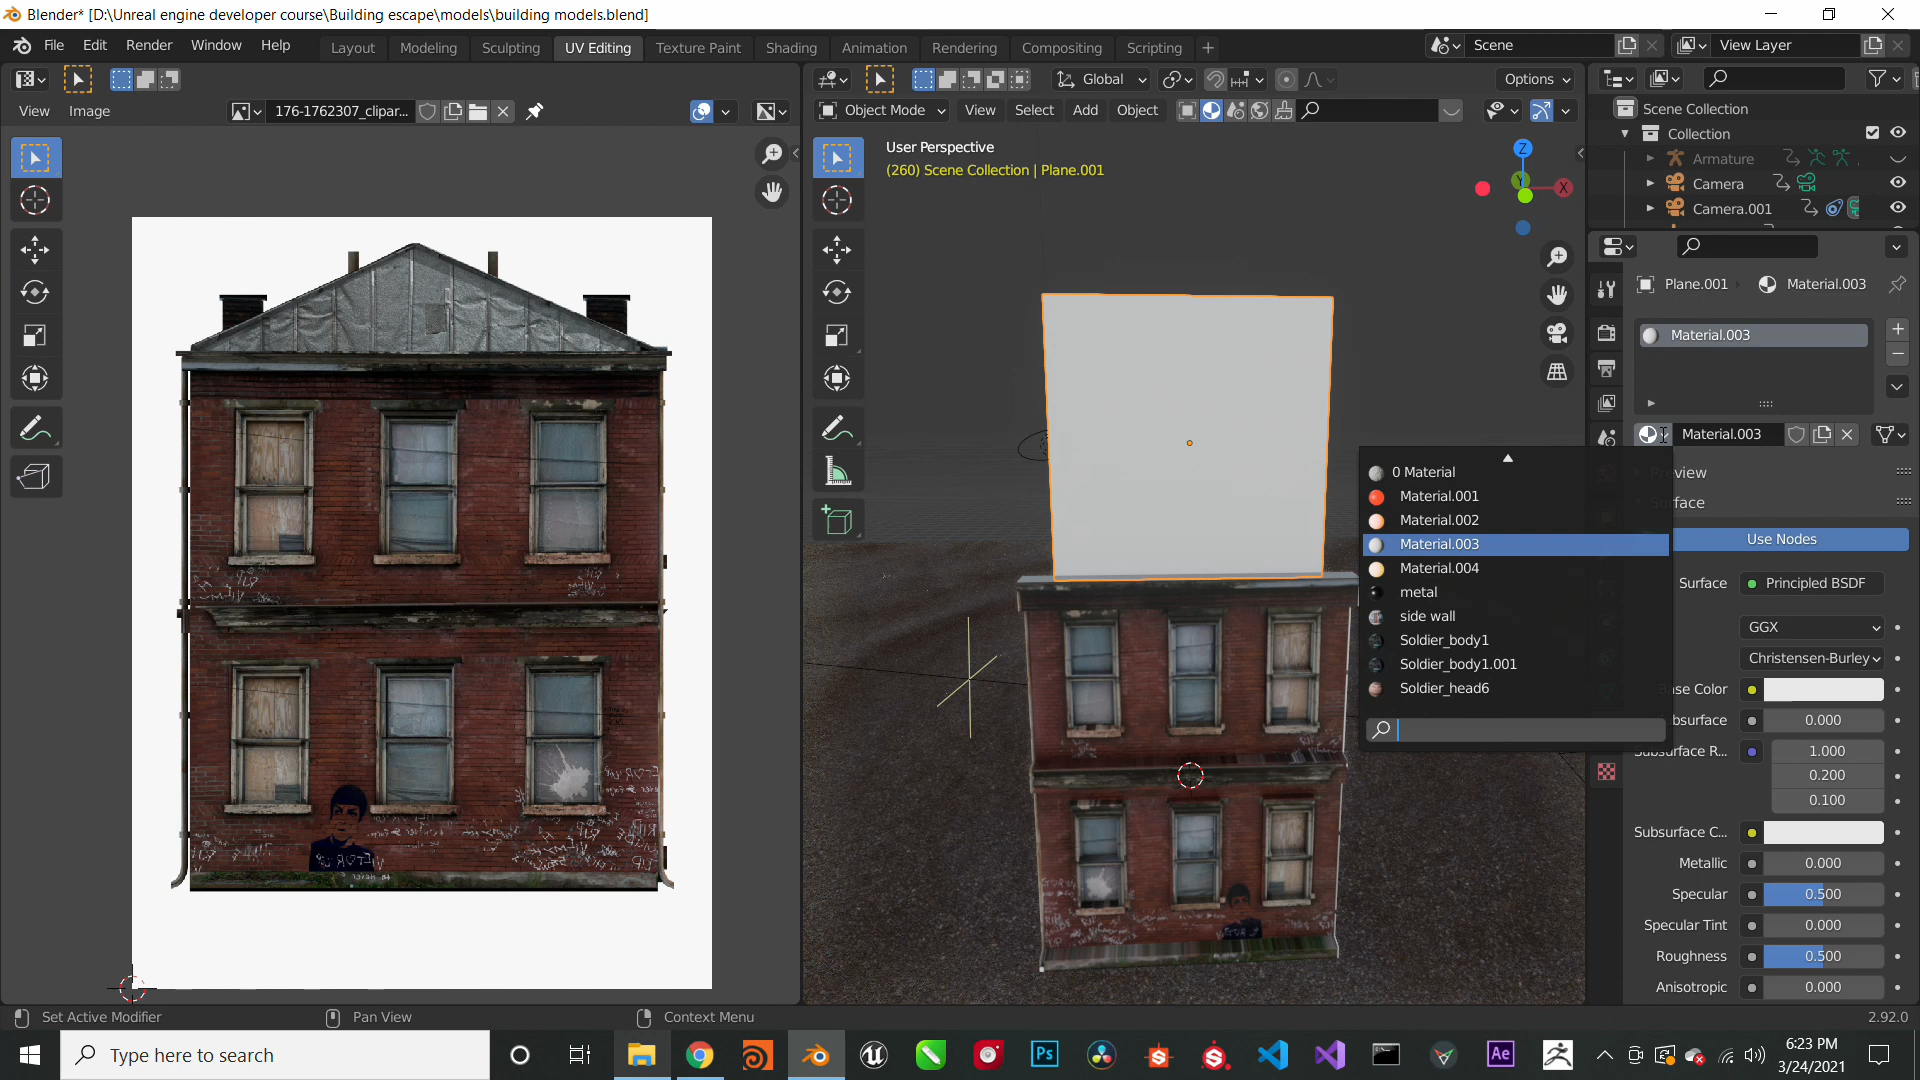 Blender* [D:\Unreal engine developer course\Building escape\models\building models.blend]
File Edit Render Window Help Layout Modeling Sculpting UV Editing Texture Paint Shading Animation Rendering Compositing Scripting + Scene View Layer
Global Options
View Image 176-1762307_clipar... Object Mode View Select Add Object
Scene Collection
Collection
Armature
Camera
Camera.001
User Perspective
(260) Scene Collection | Plane.001
Z
Y
X
Plane.001 Material.003
Material.003
Material.003
0 Material
Material.001
Material.002
Material.003
Material.004
metal
side wall
Soldier_body1
Soldier_body1.001
Soldier_head6
Preview
Surface
Use Nodes
Surface Principled BSDF
GGX
Christensen-Burley
Base Color
bsurface 0.000
Subsurface R... 1.000
0.200
0.100
Subsurface C...
Metallic 0.000
Specular 0.500
Specular Tint 0.000
Roughness 0.500
Anisotropic 0.000
Set Active Modifier Pan View Context Menu 2.92.0
Type here to search
Ps
Ae
6:23 PM
3/24/2021